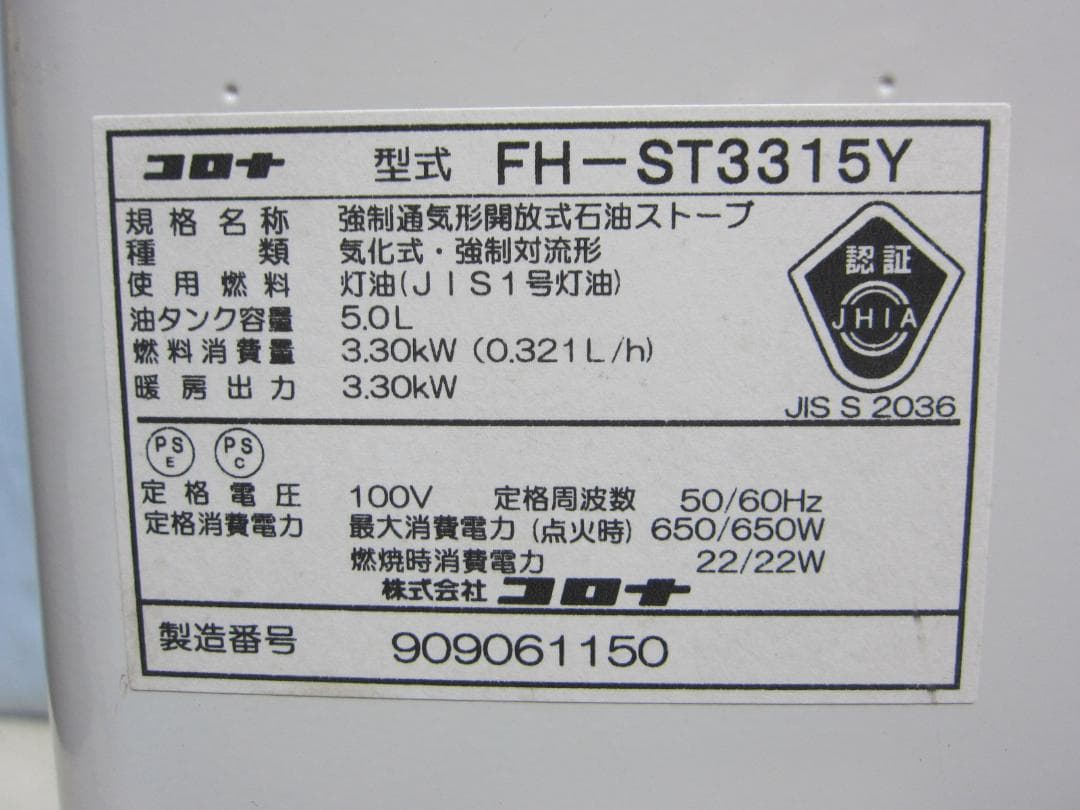 コロナ 型式 FH-ST3315Y
規格名称 強制通気形開放式石油ストーブ
種類 気化式・強制対流形
使用燃料 灯油(JIS1号灯油)
油タンク容量 5.0L
燃料消費量 3.30kW (0.321L/h)
暖房出力 3.30kW
認証
JHIA
JIS S 2036
PS E PS C
定格電圧 100V 定格周波数 50/60Hz
定格消費電力 最大消費電力(点火時) 650/650W
燃焼時消費電力 22/22W
株式会社 コロナ
製造番号 909061150